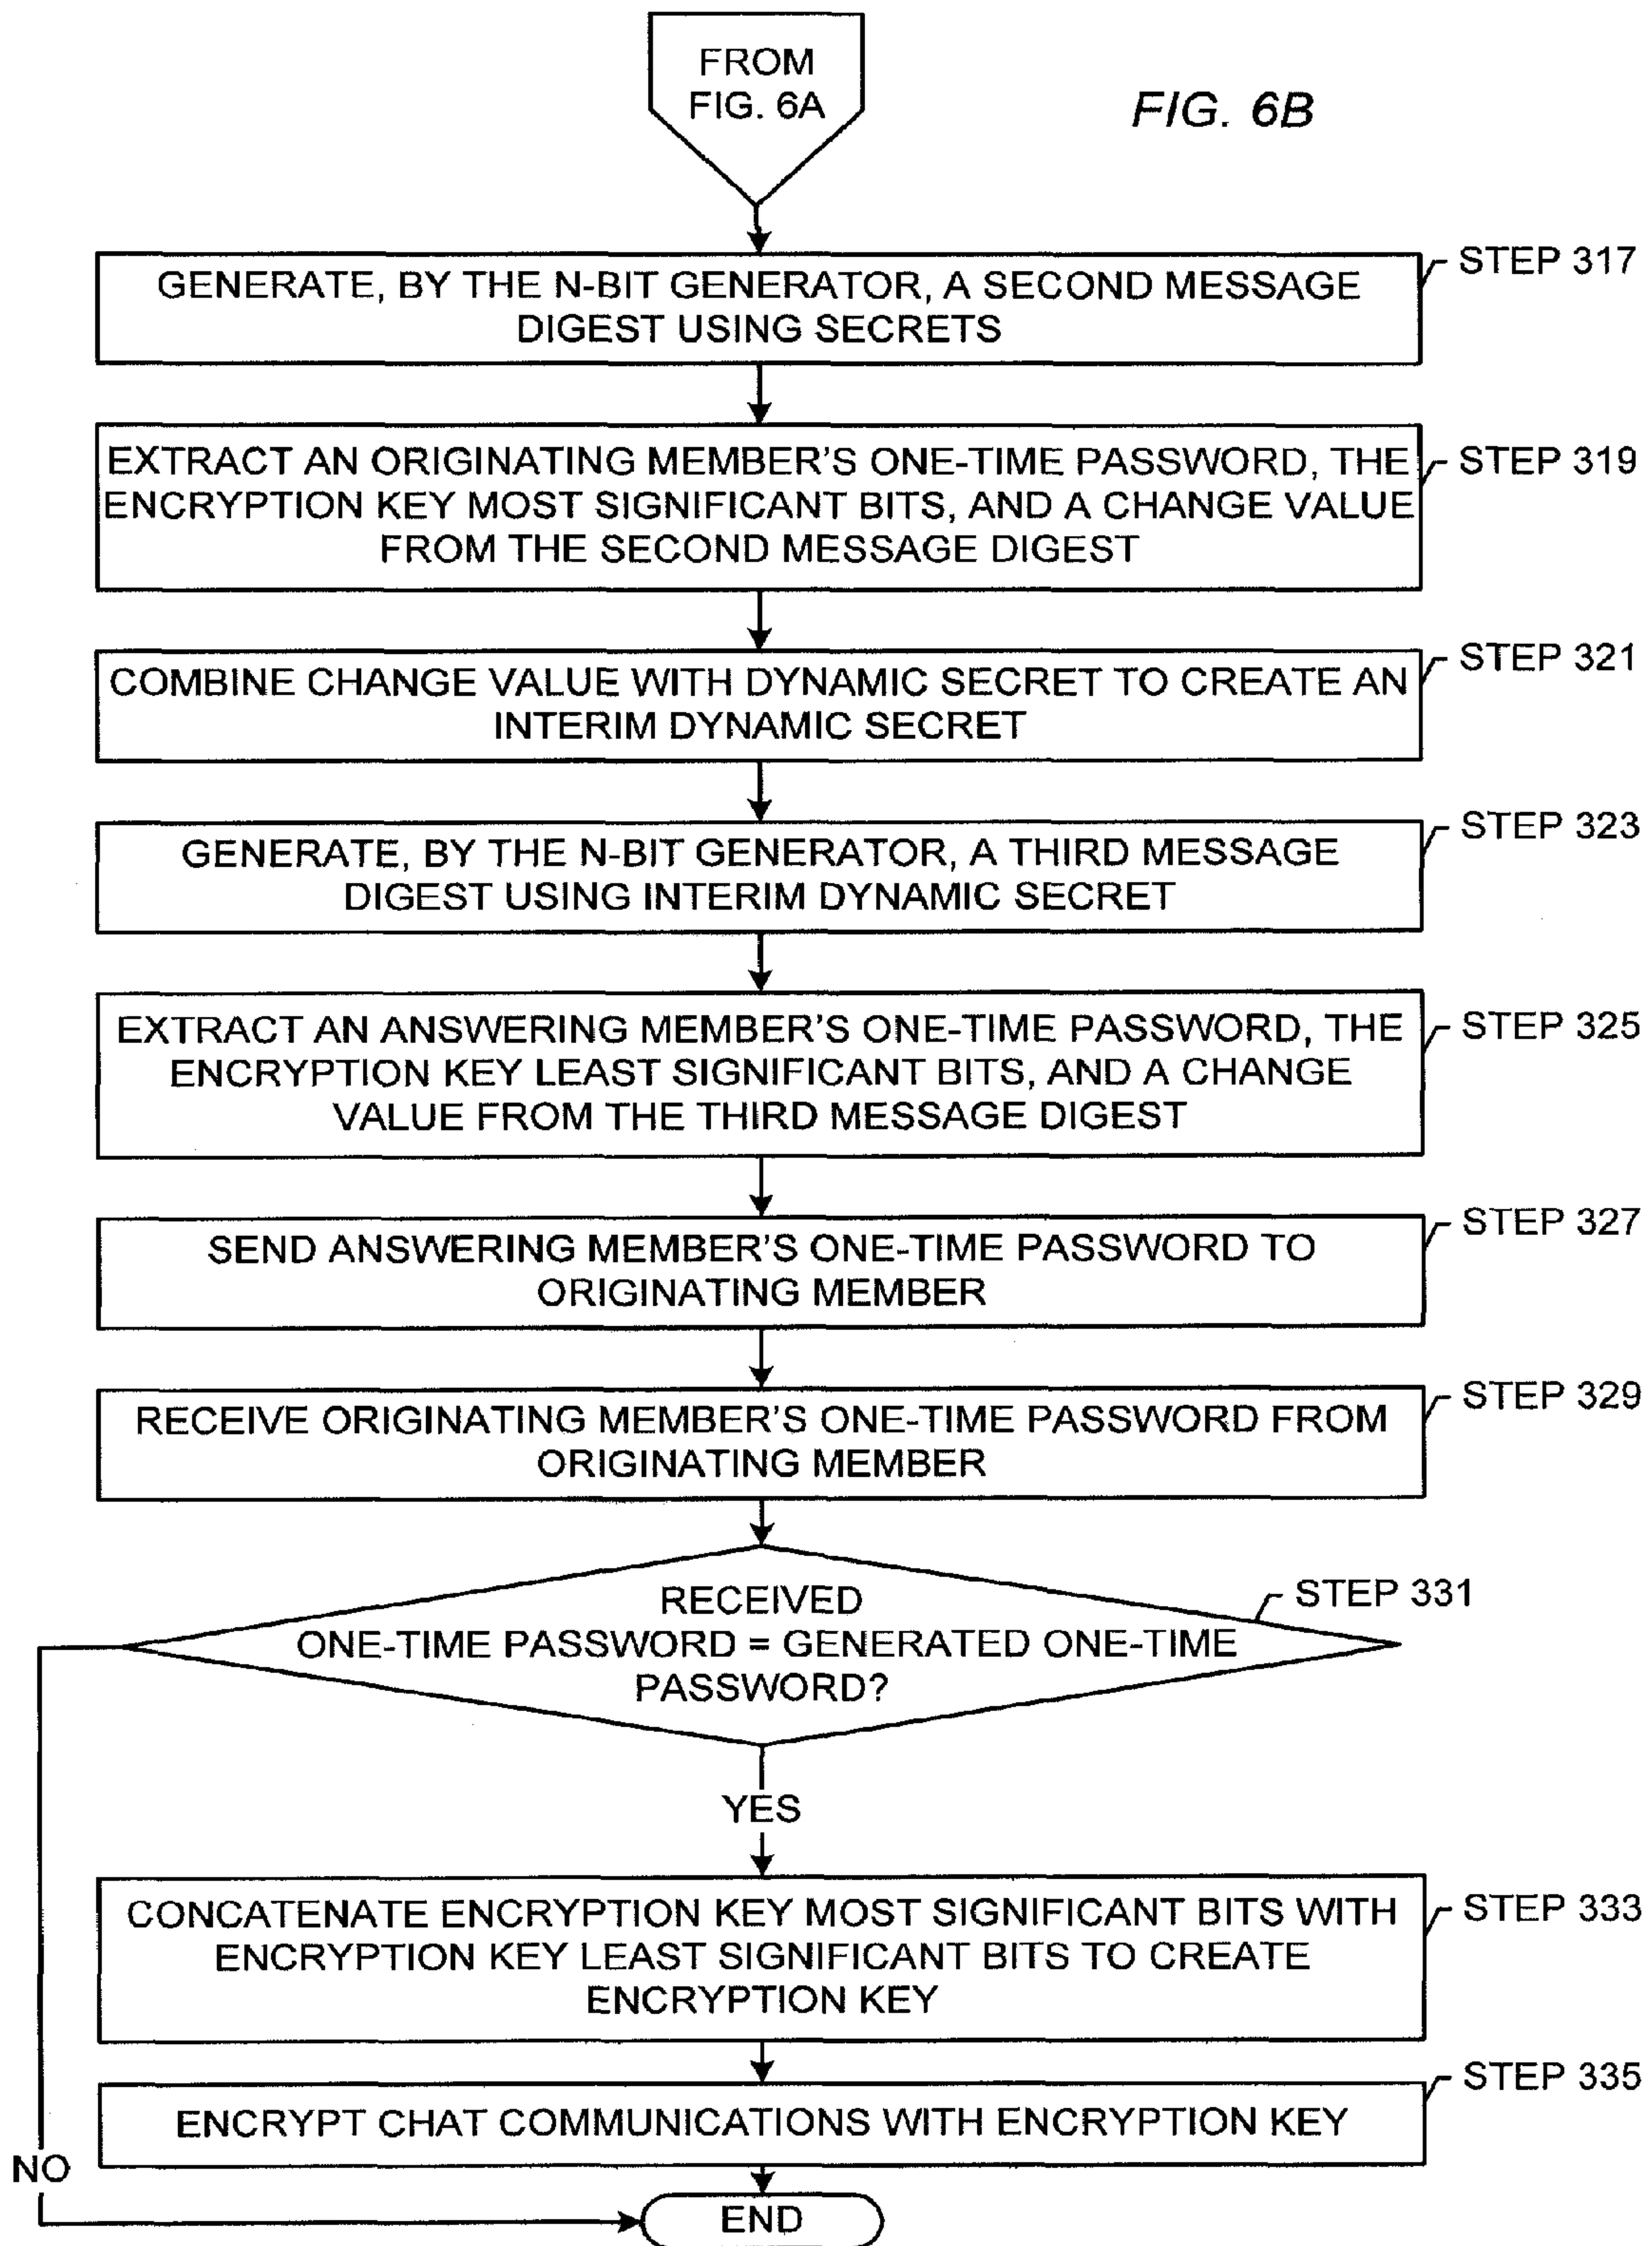 FROM
FIG. 6A
FIG. 6B
STEP 317
GENERATE, BY THE N-BIT GENERATOR, A SECOND MESSAGE
DIGEST USING SECRETS
STEP 319
EXTRACT AN ORIGINATING MEMBER'S ONE-TIME PASSWORD, THE
ENCRYPTION KEY MOST SIGNIFICANT BITS, AND A CHANGE VALUE
FROM THE SECOND MESSAGE DIGEST
STEP 321
COMBINE CHANGE VALUE WITH DYNAMIC SECRET TO CREATE AN
INTERIM DYNAMIC SECRET
STEP 323
GENERATE, BY THE N-BIT GENERATOR, A THIRD MESSAGE
DIGEST USING INTERIM DYNAMIC SECRET
STEP 325
EXTRACT AN ANSWERING MEMBER'S ONE-TIME PASSWORD, THE
ENCRYPTION KEY LEAST SIGNIFICANT BITS, AND A CHANGE
VALUE FROM THE THIRD MESSAGE DIGEST
STEP 327
SEND ANSWERING MEMBER'S ONE-TIME PASSWORD TO
ORIGINATING MEMBER
STEP 329
RECEIVE ORIGINATING MEMBER'S ONE-TIME PASSWORD FROM
ORIGINATING MEMBER
STEP 331
RECEIVED
ONE-TIME PASSWORD = GENERATED ONE-TIME
PASSWORD?
YES
STEP 333
CONCATENATE ENCRYPTION KEY MOST SIGNIFICANT BITS WITH
ENCRYPTION KEY LEAST SIGNIFICANT BITS TO CREATE
ENCRYPTION KEY
STEP 335
ENCRYPT CHAT COMMUNICATIONS WITH ENCRYPTION KEY
NO
END